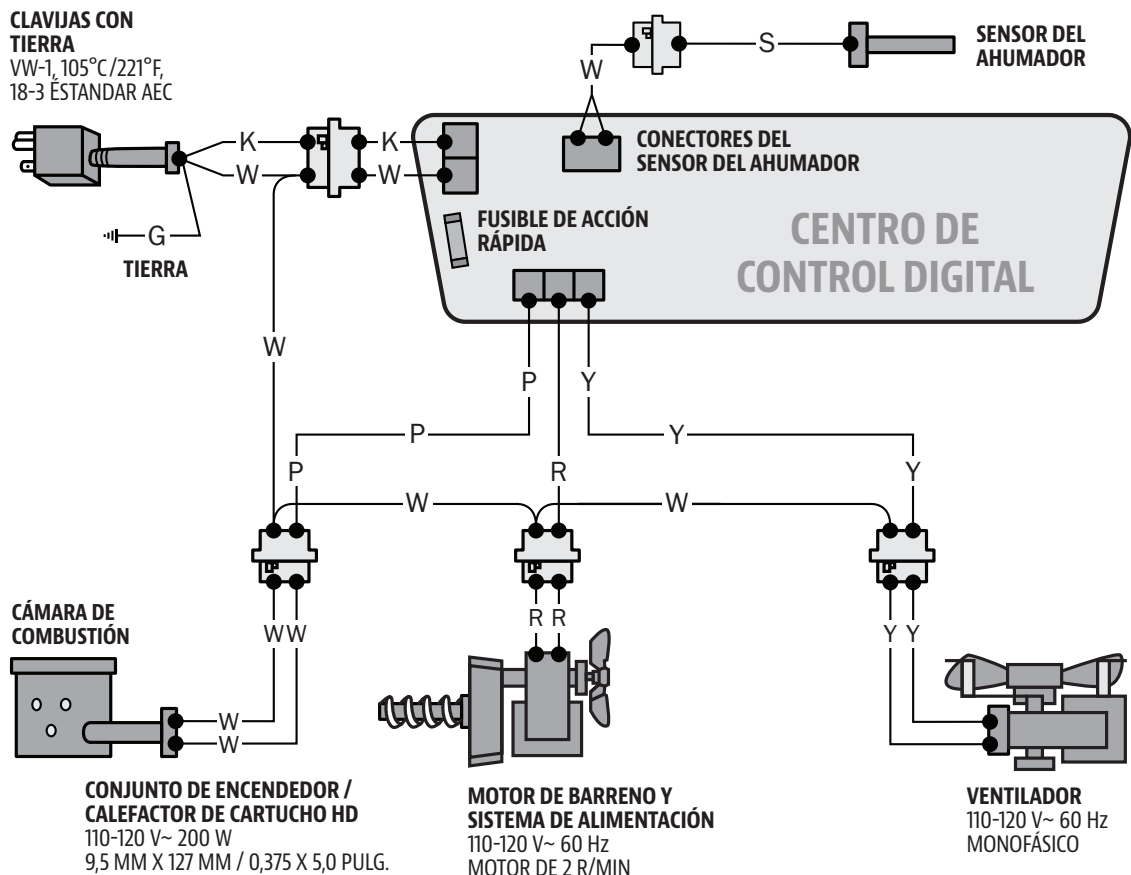 CLAVIJAS CON
TIERRA
VW-1, 105°C/221°F,
18-3 ÉSTANDAR AEC
SENSOR DEL
AHUMADOR
S
W
CONECTORES DEL
SENSOR DEL AHUMADOR
K
K
W
W
FUSIBLE DE ACCIÓN
RÁPIDA
CENTRO DE
CONTROL DIGITAL
G
TIERRA
W
P
Y
P
Y
P
R
Y
W
W
CÁMARA DE
COMBUSTIÓN
W W
R R
Y Y
W
W
CONJUNTO DE ENCENDEDOR /
CALEFACTOR DE CARTUCHO HD
110-120 V~ 200 W
9,5 MM X 127 MM / 0,375 X 5,0 PULG.
MOTOR DE BARRENO Y
SISTEMA DE ALIMENTACIÓN
110-120 V~ 60 Hz
MOTOR DE 2 R/MIN
VENTILADOR
110-120 V~ 60 Hz
MONOFÁSICO